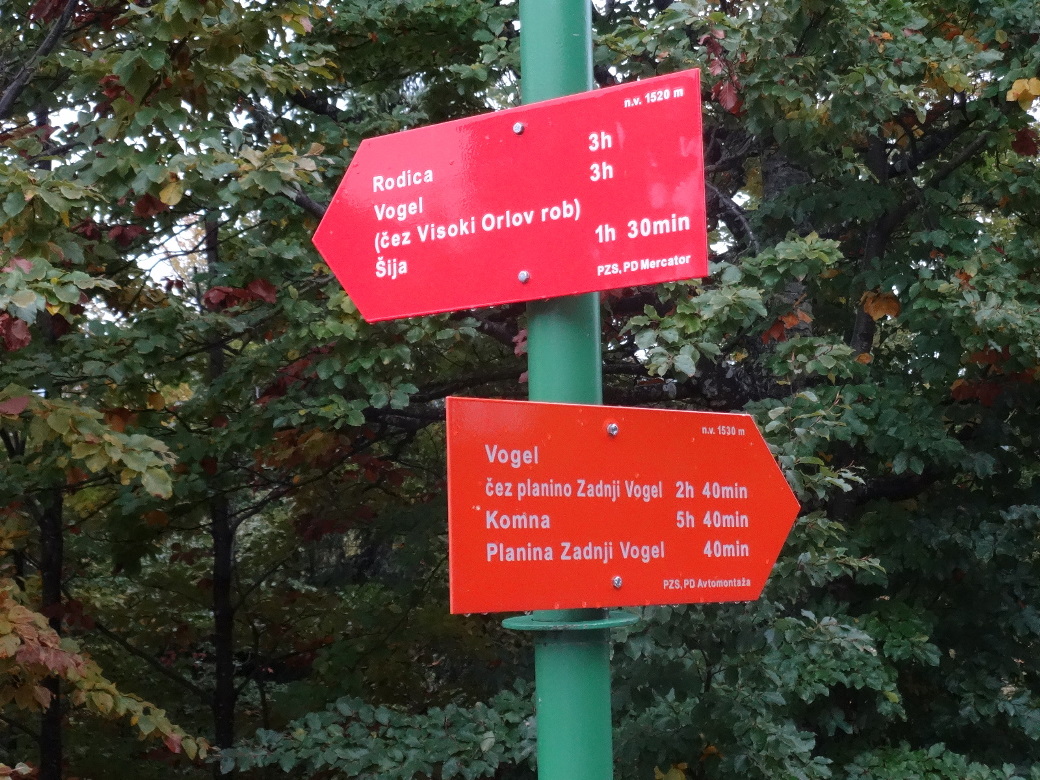 n.v. 1520 m
Rodica 3h
Vogel 3h
(čez Visoki Orlov rob)
Šija 1h 30min
PZS, PD Mercator
n.v. 1530 m
Vogel
čez planino Zadnji Vogel 2h 40min
Komna 5h 40min
Planina Zadnji Vogel 40min
PZS, PD Avtomontaža